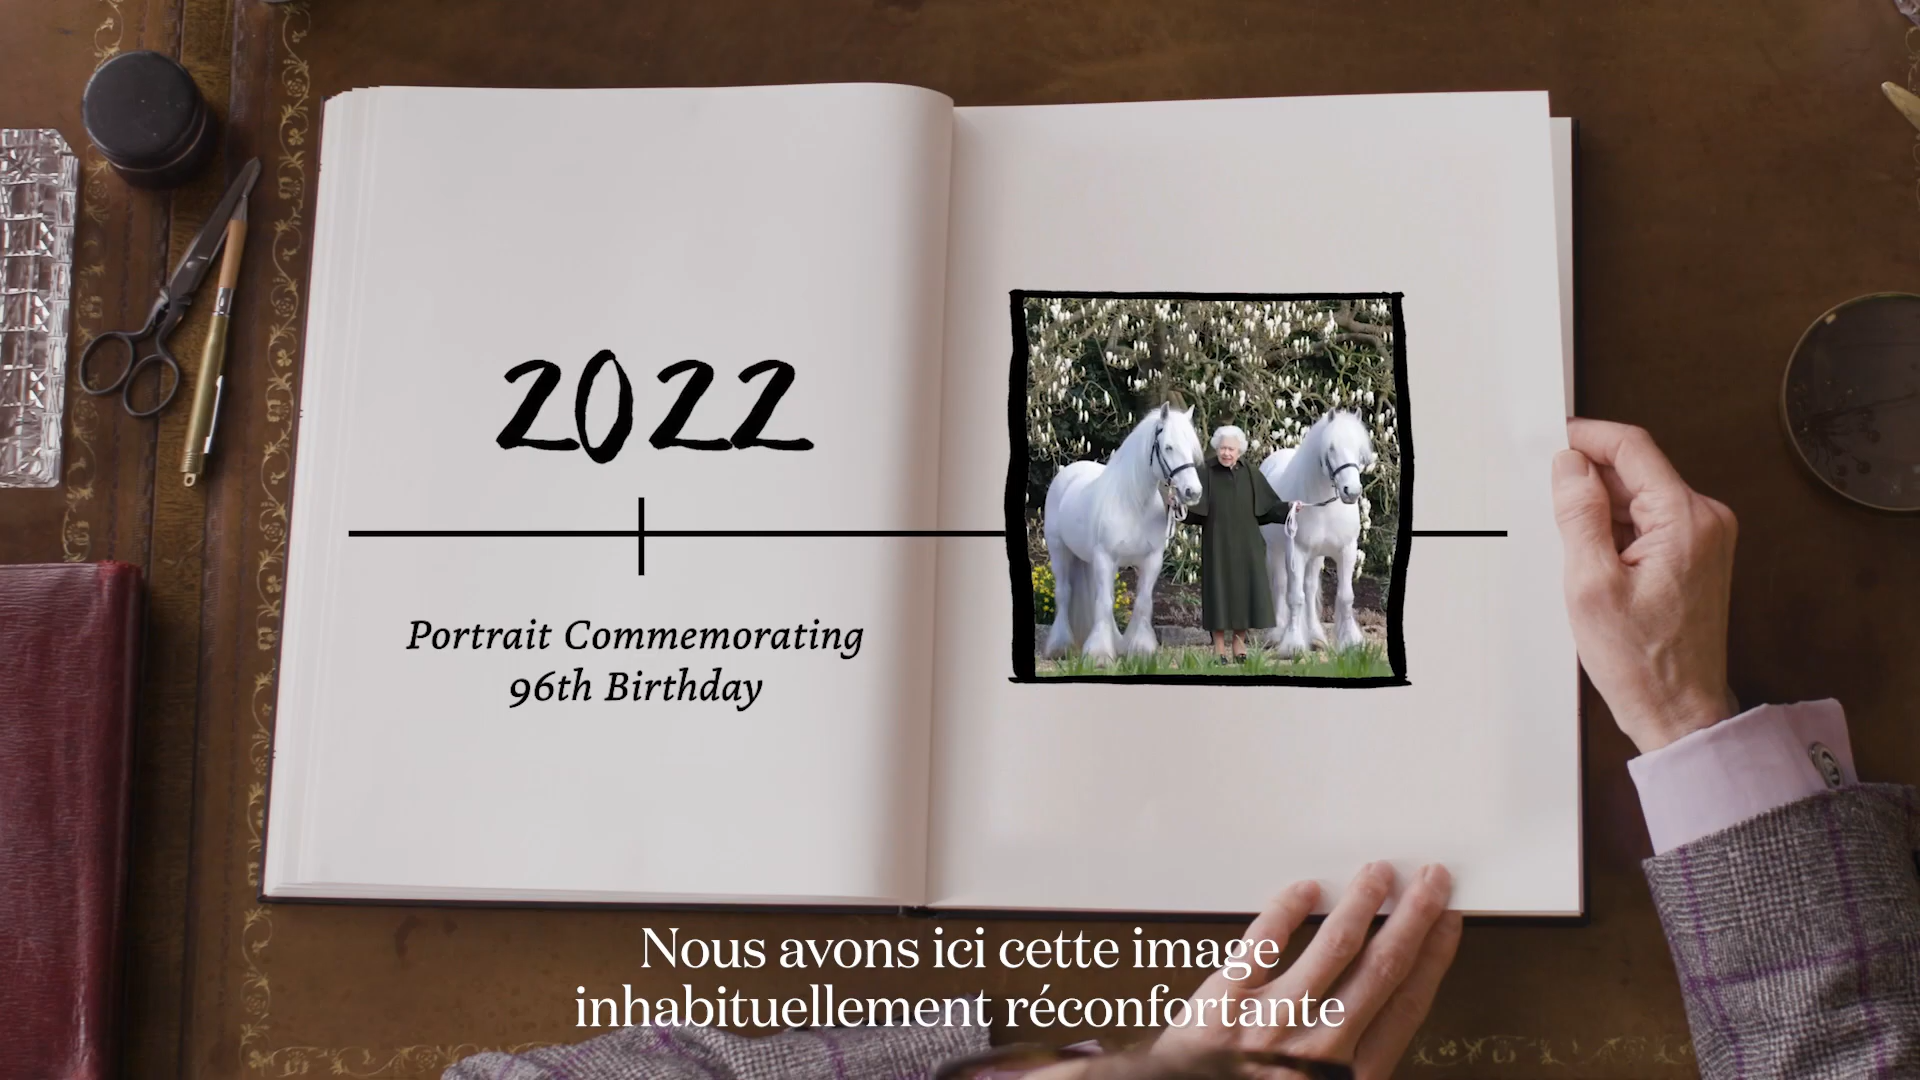 2022
Portrait Commemorating
96th Birthday
Nous avons ici cette image
inhabituellement réconfortante